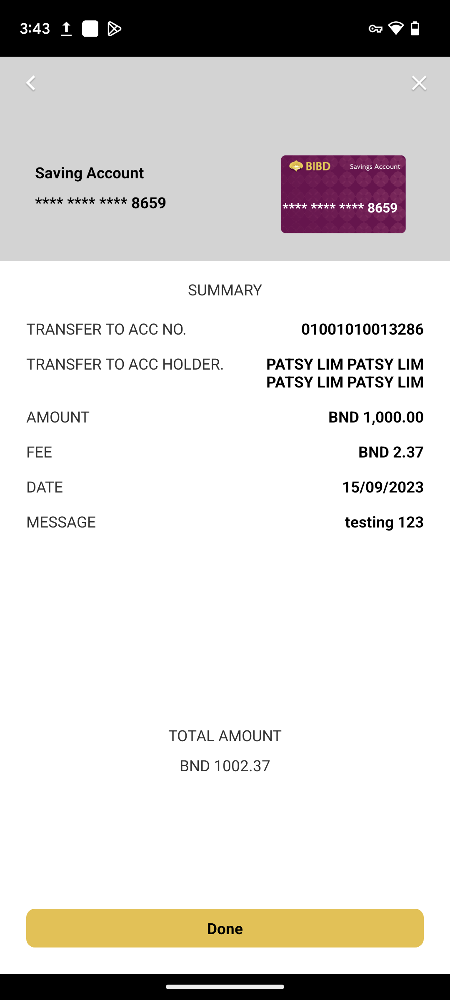 3:43
Saving Account
**** **** **** 8659
BIBD Savings Account
**** **** **** 8659
SUMMARY
TRANSFER TO ACC NO. 01001010013286
TRANSFER TO ACC HOLDER. PATSY LIM PATSY LIM
PATSY LIM PATSY LIM
AMOUNT BND 1,000.00
FEE BND 2.37
DATE 15/09/2023
MESSAGE testing 123
TOTAL AMOUNT
BND 1002.37
Done